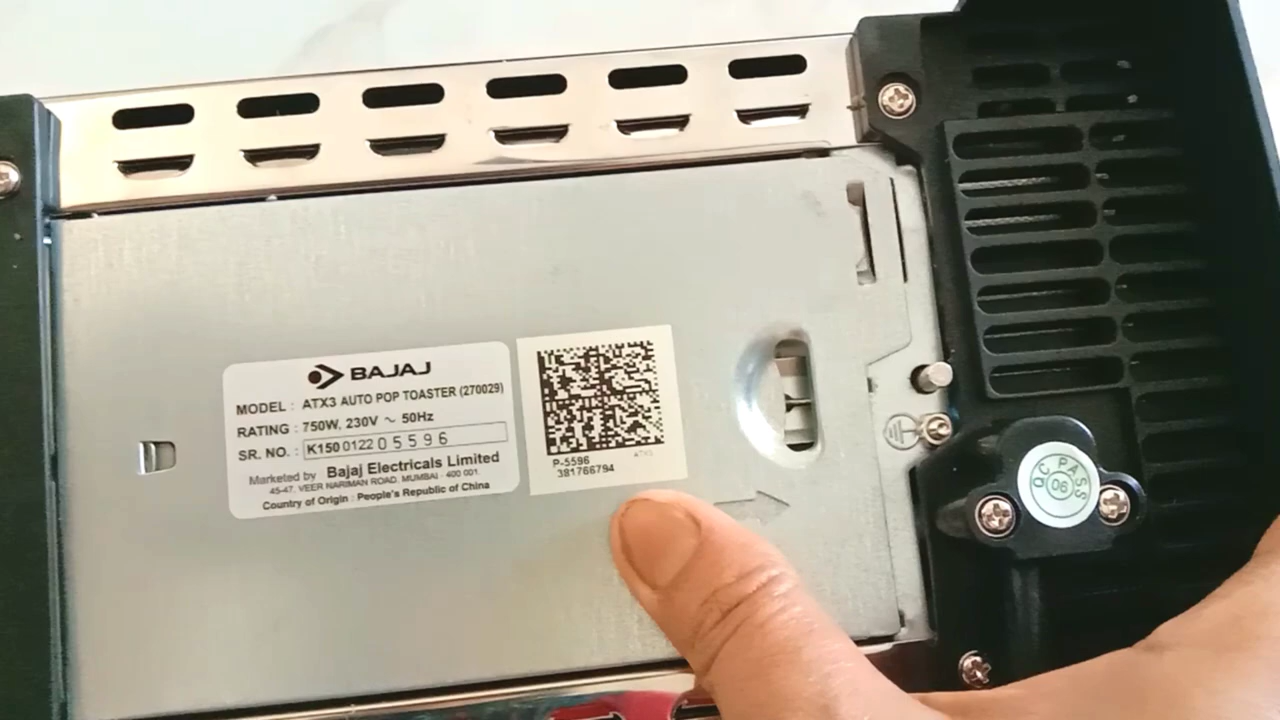 BAJAJ
MODEL : ATX3 AUTO POP TOASTER (270029)
RATING : 750W, 230V ~ 50Hz
SR. NO. : K150 0122 05596
Marketed by Bajaj Electricals Limited
45-47, VEER NARIMAN ROAD, MUMBAI - 400 001.
Country of Origin : People's Republic of China
P-5596
ATX3
381766794
QC PASS
06